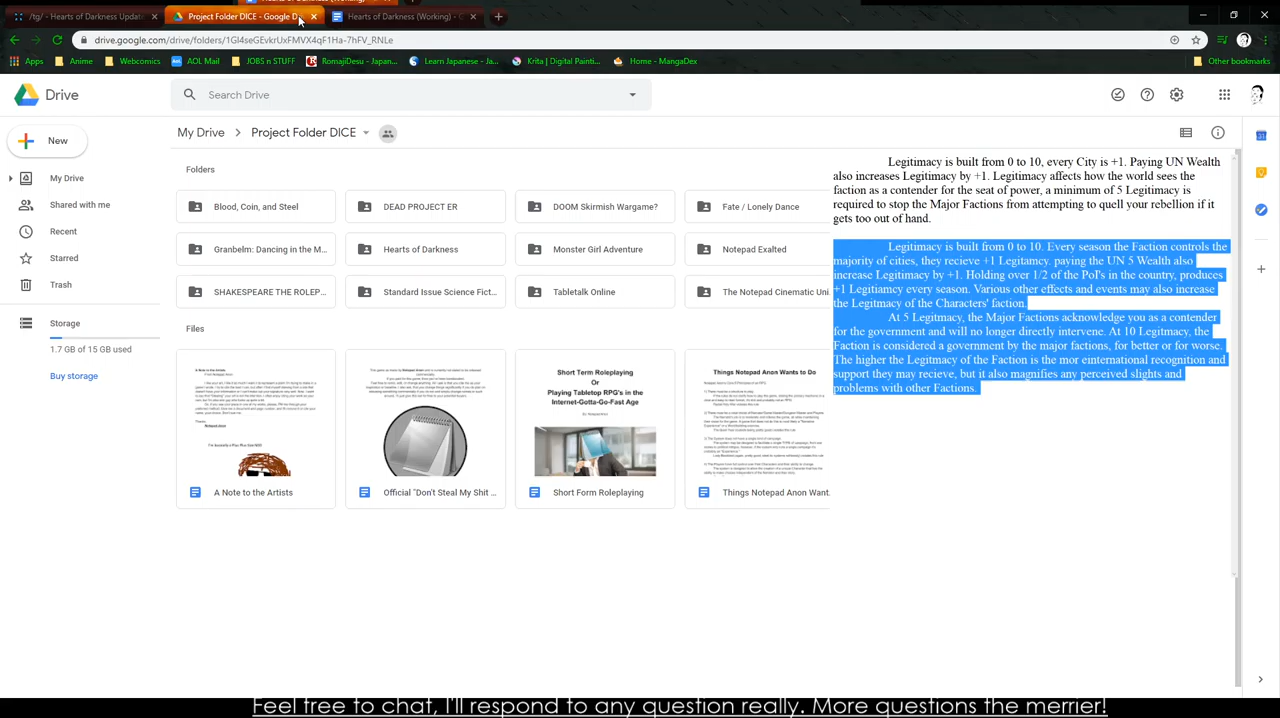 Hearts of Darkness (Working)
/tg/ - Hearts of Darkness Updat
Project Folder DICE - Google D
Hearts of Darkness (Working) - G
drive.google.com/drive/folders/1Gl4seGEvkrUxFMVX4qF1Ha-7hFV_RNLe
Apps
Anime
Webcomics
AOL Mail
JOBS n STUFF
RomajiDesu - Japan...
Learn Japanese - Ja...
Krita | Digital Painti...
Home - MangaDex
Other bookmarks
Drive
Search Drive
New
My Drive
Shared with me
Recent
Starred
Trash
Storage
1.7 GB of 15 GB used
Buy storage
My Drive
Project Folder DICE
Folders
Blood, Coin, and Steel
DEAD PROJECT ER
DOOM Skirmish Wargame?
Fate / Lonely Dance
Granbelm: Dancing in the M...
Hearts of Darkness
Monster Girl Adventure
Notepad Exalted
SHAKESPEARE THE ROLEP...
Standard Issue Science Fict...
Tabletalk Online
The Notepad Cinematic Uni
Files
Short Term Roleplaying
Or
Playing Tabletop RPG's in the
Internet-Gotta-Go-Fast Age
Things Notepad Anon Wants to Do
A Note to the Artists
Official "Don't Steal My Shit ...
Short Form Roleplaying
Things Notepad Anon Want.
Legitimacy is built from 0 to 10, every City is +1. Paying UN Wealth
also increases Legitimacy by +1. Legitimacy affects how the world sees the
faction as a contender for the seat of power, a minimum of 5 Legitimacy is
required to stop the Major Factions from attempting to quell your rebellion if it
gets too out of hand.
Legitimacy is built from 0 to 10. Every season the Faction controls the
majority of cities, they recieve +1 Legitamcy. paying the UN 5 Wealth also
increase Legitimacy by +1. Holding over 1/2 of the PoI's in the country, produces
+1 Legitiamcy every season. Various other effects and events may also increase
the Legitmacy of the Characters' faction.
At 5 Legitmacy, the Major Factions acknowledge you as a contender
for the government and will no longer directly intervene. At 10 Legitmacy, the
Faction is considered a government by the major factions, for better or for worse.
The higher the Legitmacy of the Faction is the mor einternational recognition and
support they may recieve, but it also magnifies any perceived slights and
problems with other Factions.
Feel free to chat, I'll respond to any question really. More questions the merrier!